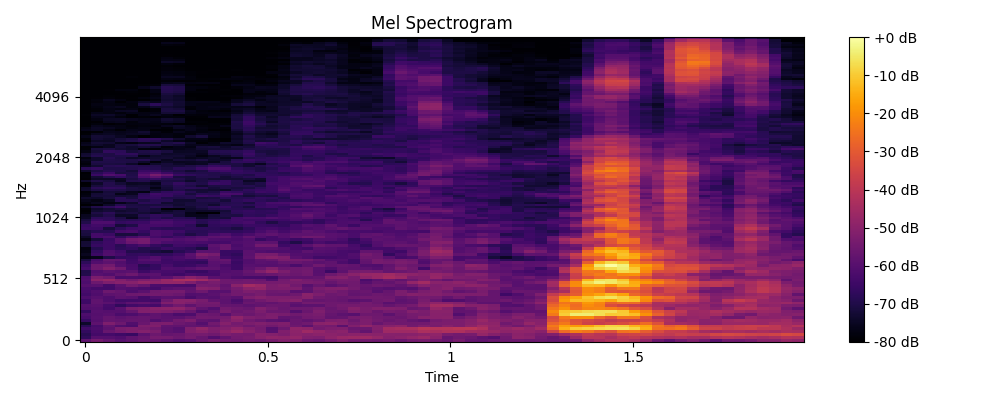 Mel Spectrogram
Hz
4096
2048
1024
512
0
0
0.5
1
1.5
Time
+0 dB
-10 dB
-20 dB
-30 dB
-40 dB
-50 dB
-60 dB
-70 dB
-80 dB